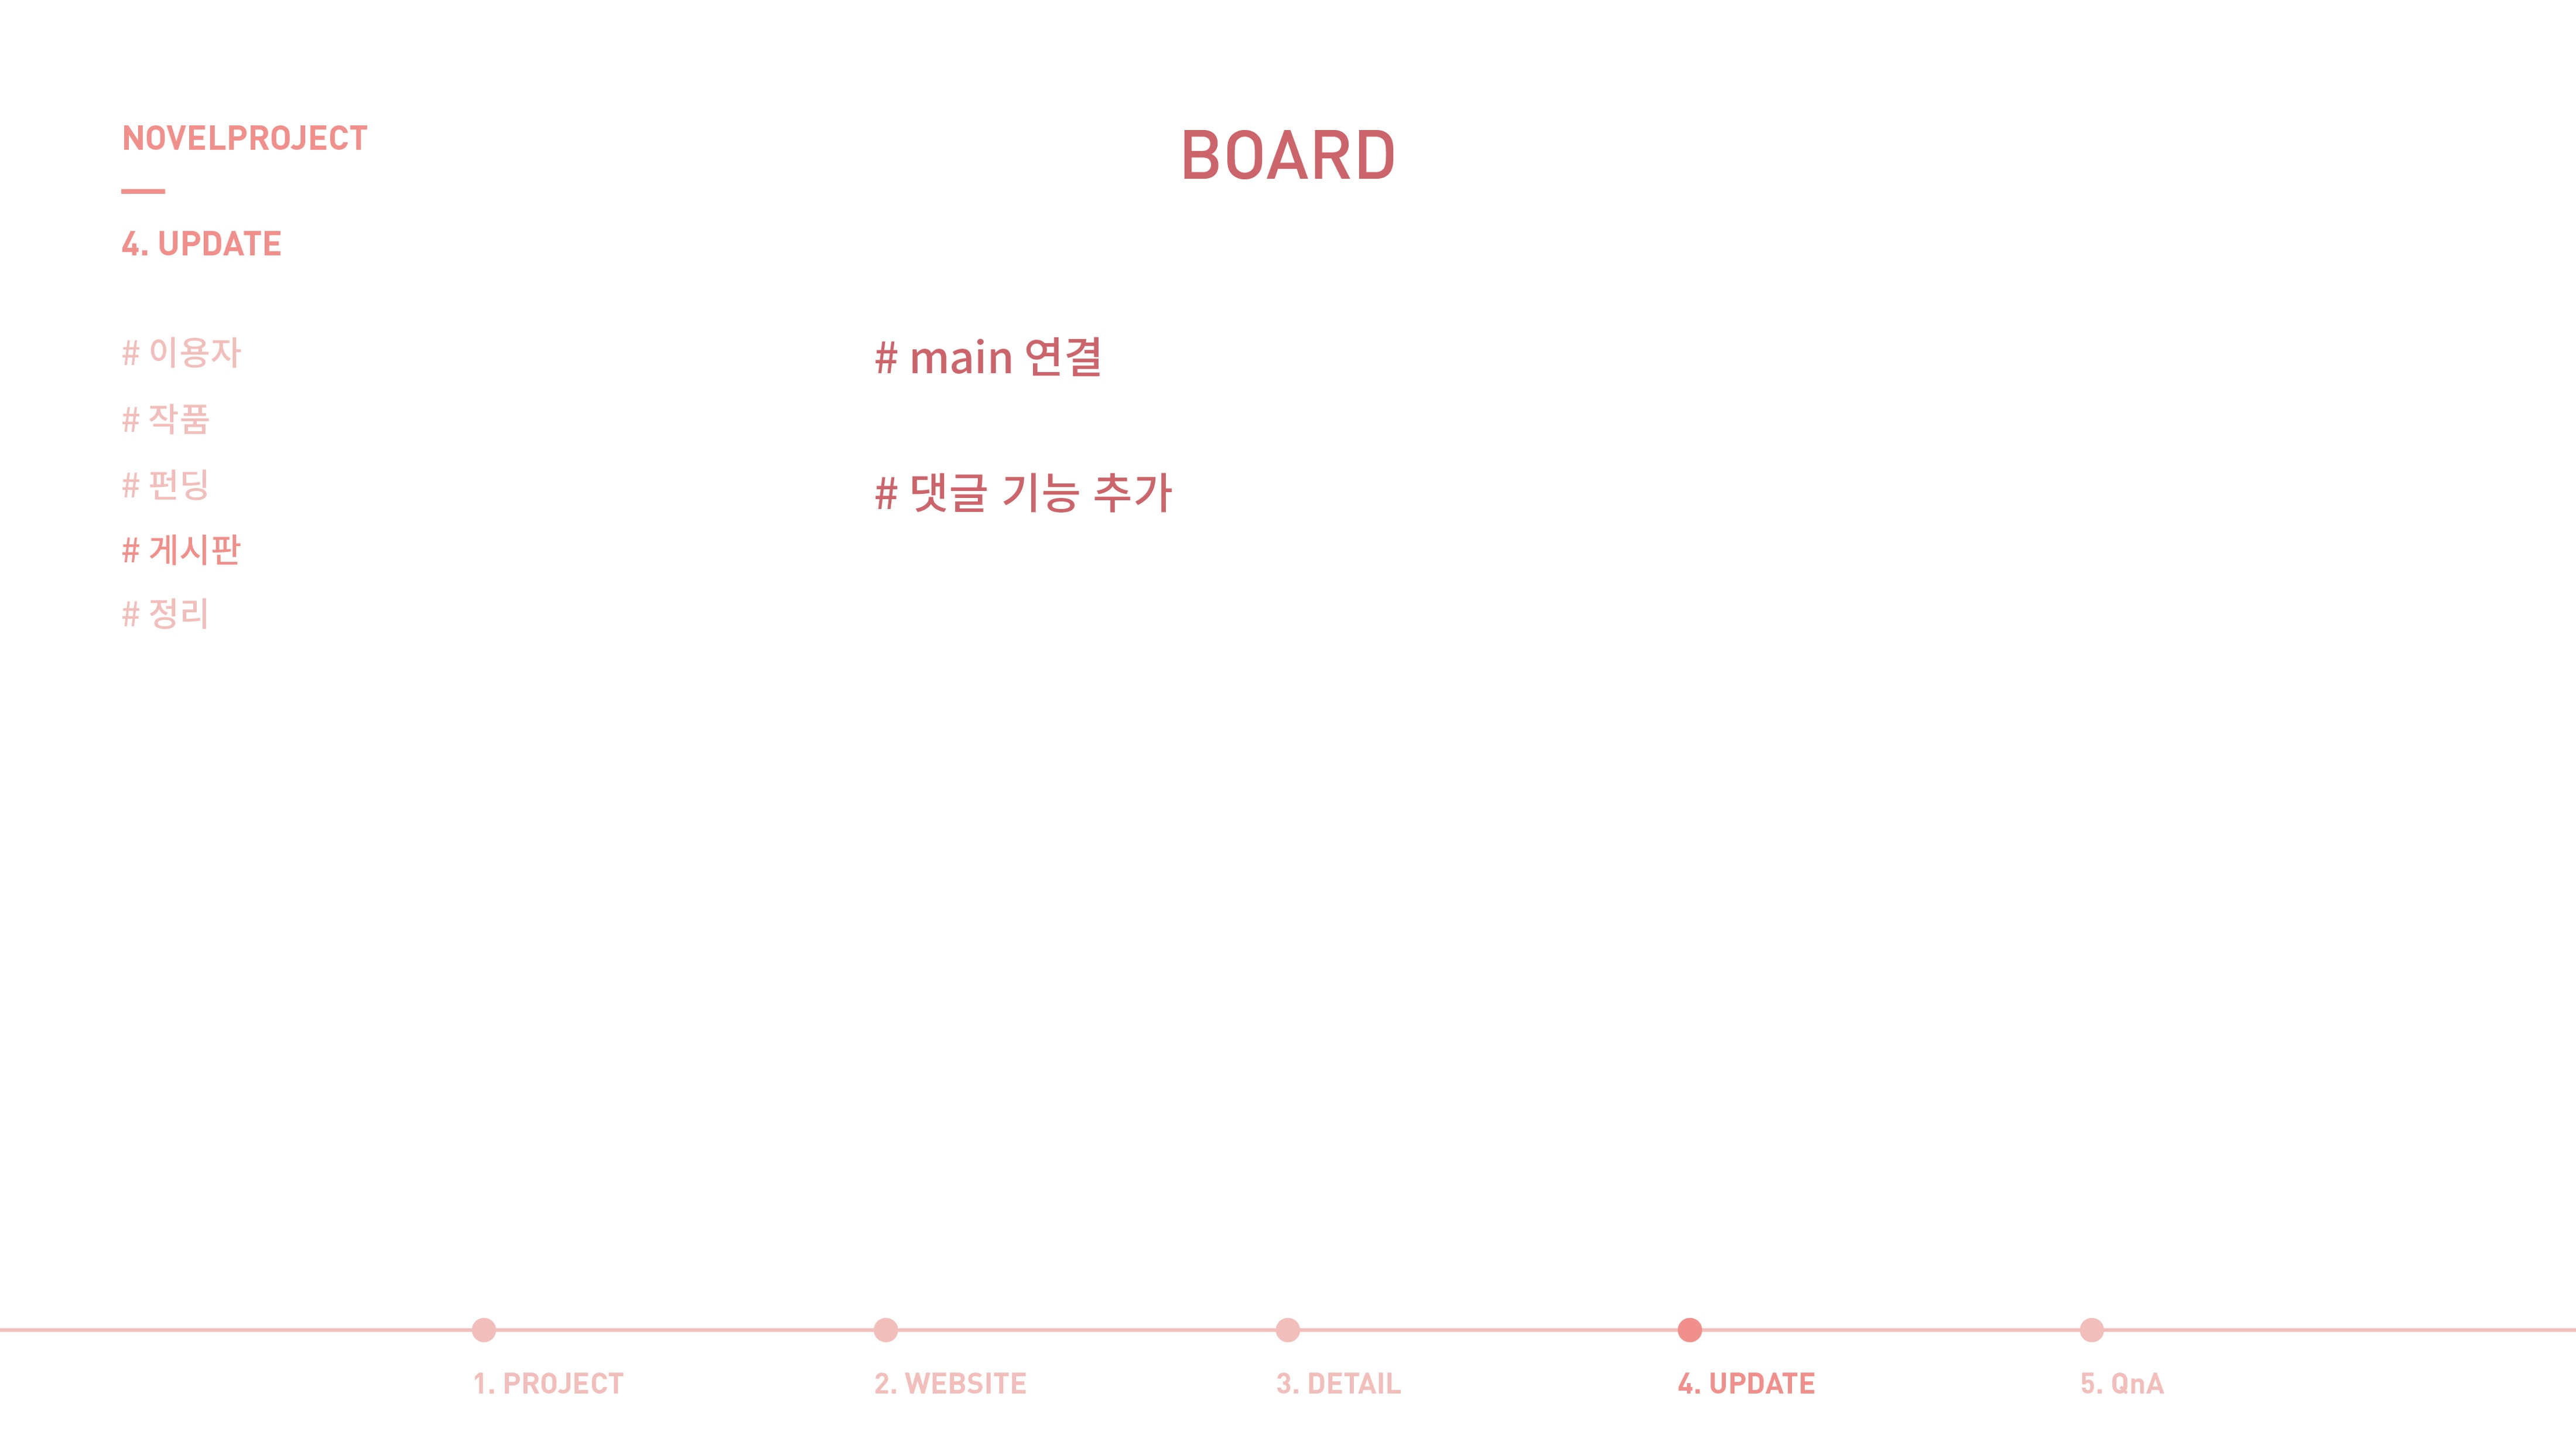 NOVELPROJECT
4. UPDATE
# 이용자
# 작품
# 펀딩
# 게시판
# 정리
BOARD
# main 연결
# 댓글 기능 추가
1. PROJECT
2. WEBSITE
3. DETAIL
4. UPDATE
5. QnA